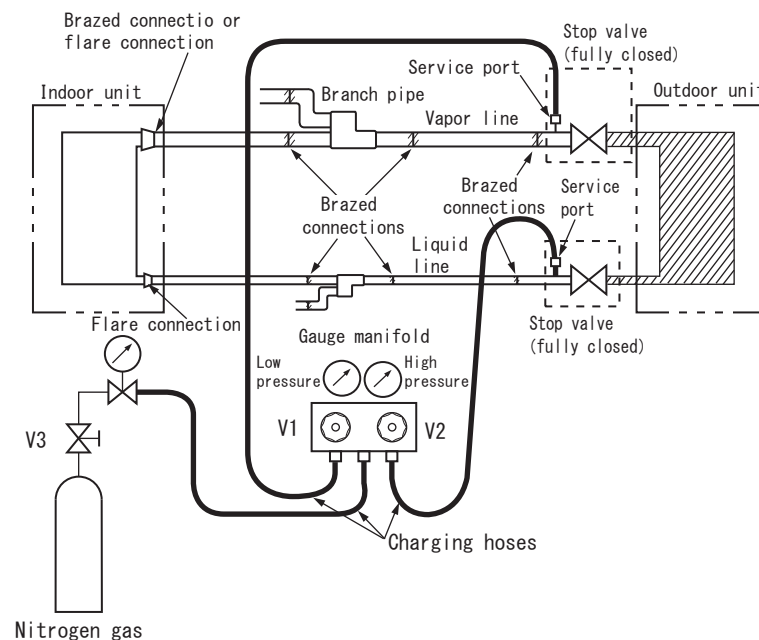 Brazed connectio or
flare connection
Stop valve
(fully closed)
Service port
Indoor unit
Branch pipe
Outdoor unit
Vapor line
Brazed
connections
Brazed
connections
Service
port
Liquid
line
Flare connection
Stop valve
(fully closed)
Gauge manifold
Low
pressure
High
pressure
V1
V2
V3
Charging hoses
Nitrogen gas